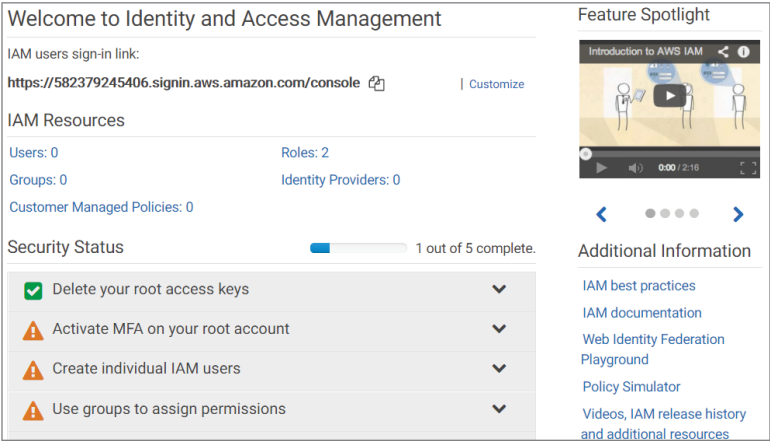 Welcome to Identity and Access Management
IAM users sign-in link:
https://582379245406.signin.aws.amazon.com/console
| Customize
IAM Resources
Users: 0
Roles: 2
Groups: 0
Identity Providers: 0
Customer Managed Policies: 0
Security Status
1 out of 5 complete.
Delete your root access keys
Activate MFA on your root account
Create individual IAM users
Use groups to assign permissions
Feature Spotlight
Introduction to AWS IAM
0:00 / 2:16
Additional Information
IAM best practices
IAM documentation
Web Identity Federation
Playground
Policy Simulator
Videos, IAM release history
and additional resources